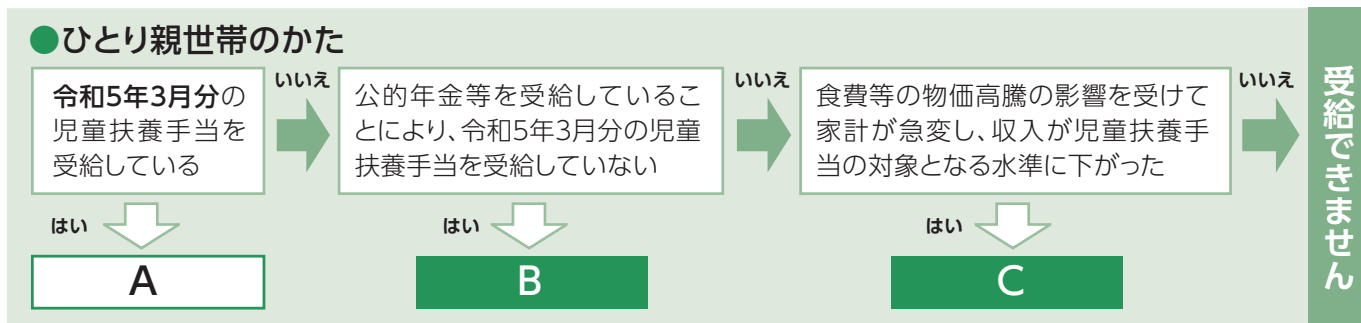 ●ひとり親世帯のかた
令和5年3月分の
児童扶養手当を
受給している
いいえ
公的年金等を受給しているこ
とにより、令和5年3月分の児童
扶養手当を受給していない
いいえ
食費等の物価高騰の影響を受けて
家計が急変し、収入が児童扶養手
当の対象となる水準に下がった
いいえ
受給できません
はい
A
はい
B
はい
C